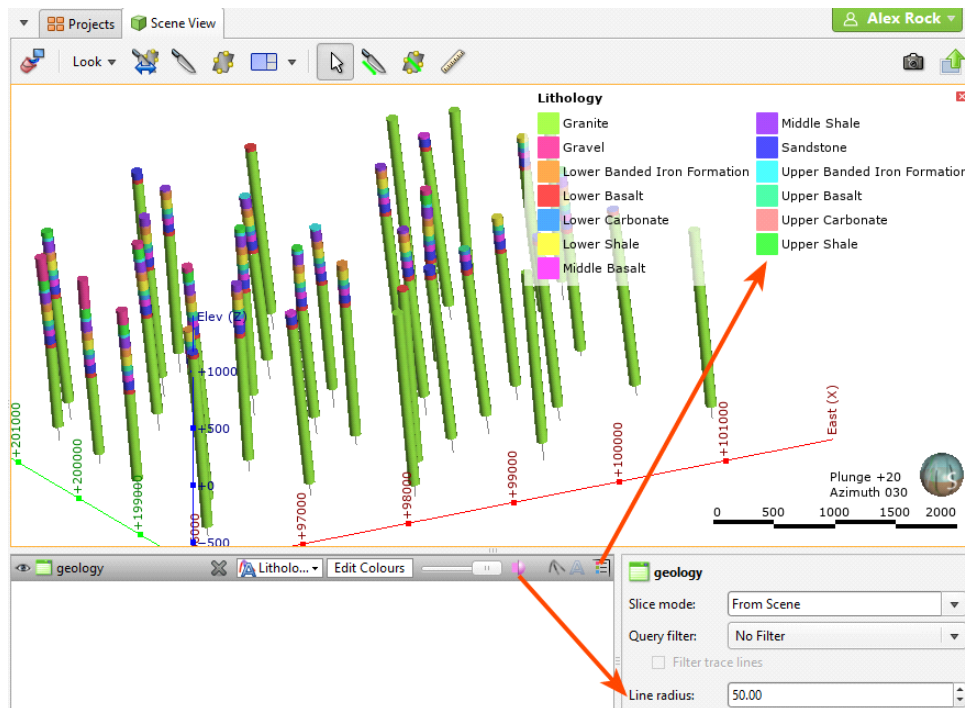 Projects
Scene View
Alex Rock
Look
Lithology
Granite
Gravel
Lower Banded Iron Formation
Lower Basalt
Lower Carbonate
Lower Shale
Middle Basalt
Middle Shale
Sandstone
Upper Banded Iron Formation
Upper Basalt
Upper Carbonate
Upper Shale
Elev (Z)
+1000
+500
+0
−500
+201000
+200000
+199000
+97000
+98000
+99000
+100000
+101000
East (X)
Plunge +20
Azimuth 030
0 500 1000 1500 2000
S
geology
Litholo...
Edit Colours
geology
Slice mode: From Scene
Query filter: No Filter
Filter trace lines
Line radius: 50.00